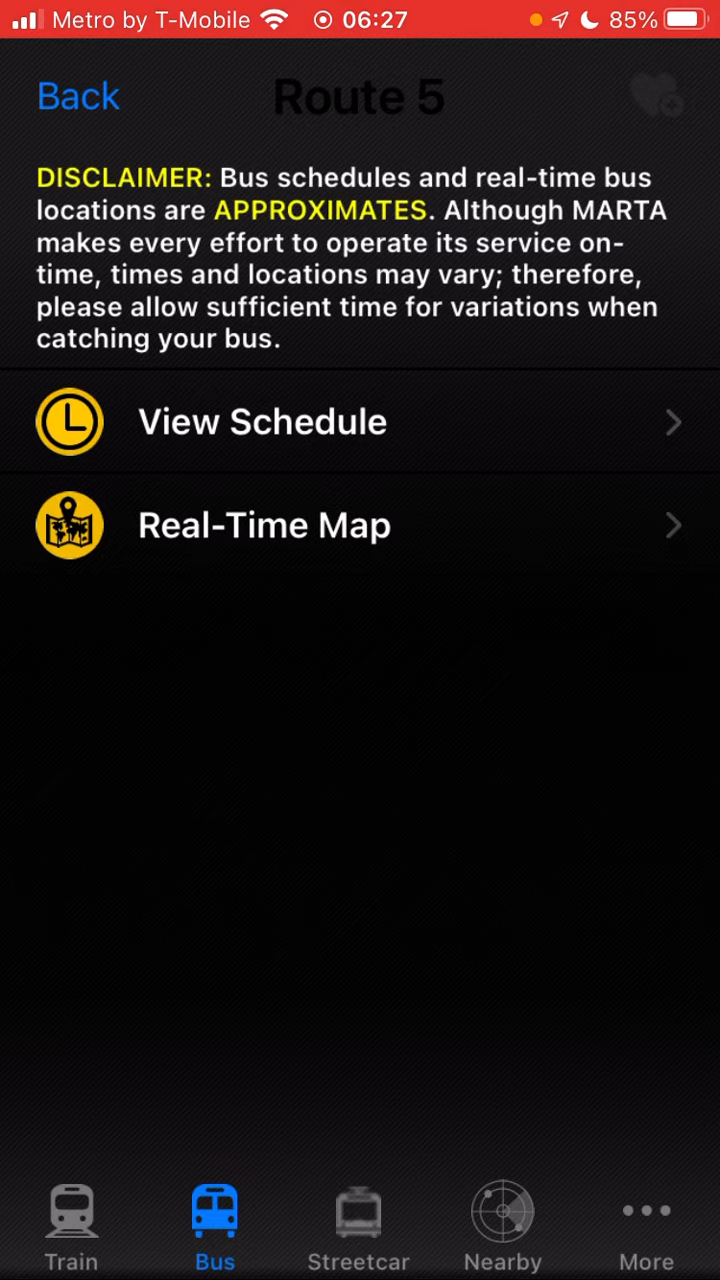 Metro by T-Mobile 06:27 85%
Back Route 5
DISCLAIMER: Bus schedules and real-time bus
locations are APPROXIMATES. Although MARTA
makes every effort to operate its service on-
time, times and locations may vary; therefore,
please allow sufficient time for variations when
catching your bus.
View Schedule
Real-Time Map
Train Bus Streetcar Nearby More